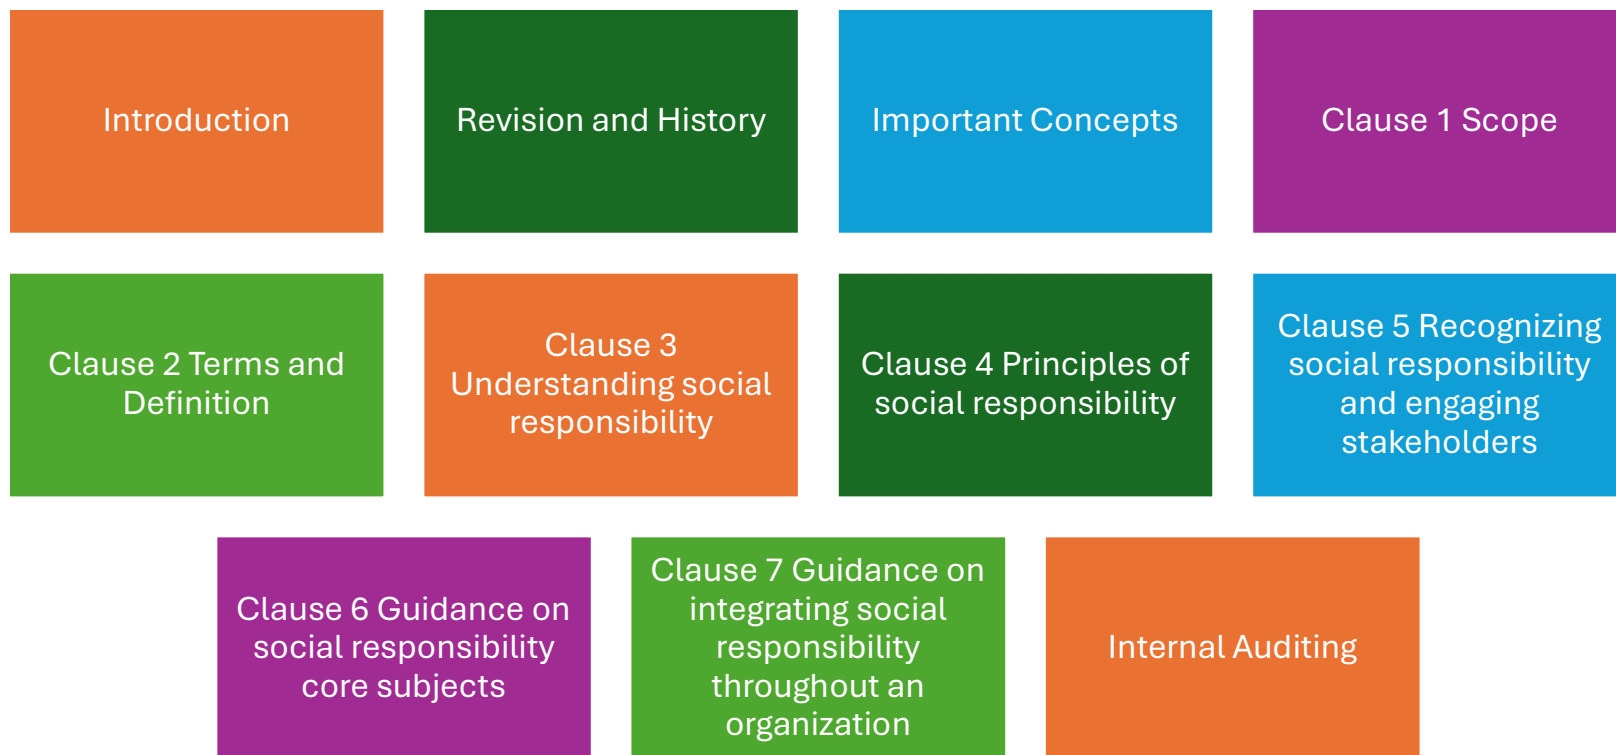 Introduction
Revision and History
Important Concepts
Clause 1 Scope
Clause 2 Terms and
Definition
Clause 3
Understanding social
responsibility
Clause 4 Principles of
social responsibility
Clause 5 Recognizing
social responsibility
and engaging
stakeholders
Clause 6 Guidance on
social responsibility
core subjects
Clause 7 Guidance on
integrating social
responsibility
throughout an
organization
Internal Auditing